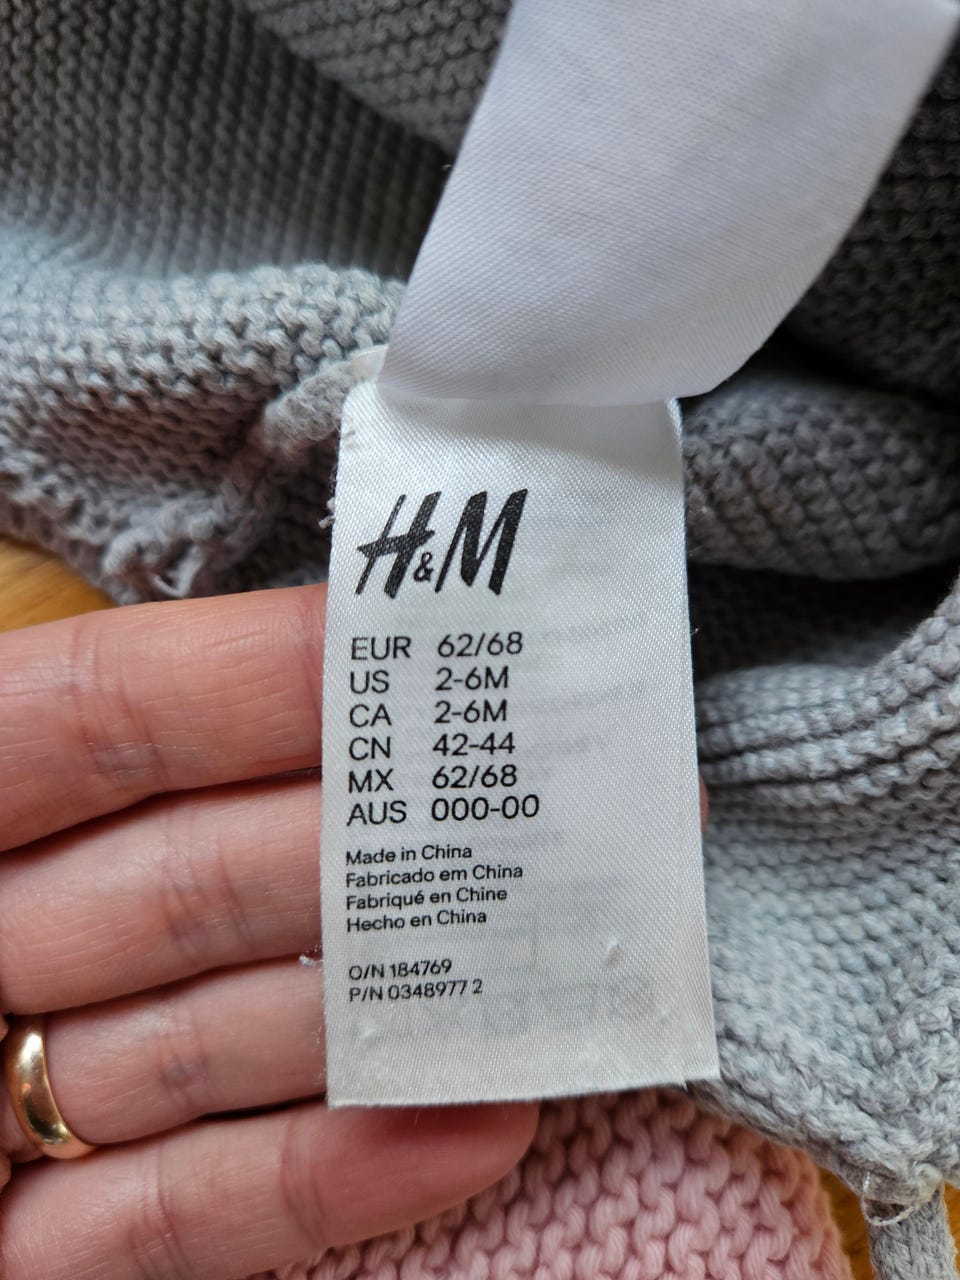 H&M
EUR 62/68
US 2-6M
CA 2-6M
CN 42-44
MX 62/68
AUS 000-00
Made in China
Fabricado em China
Fabriqué en Chine
Hecho en China
O/N 184769
P/N 0348977 2